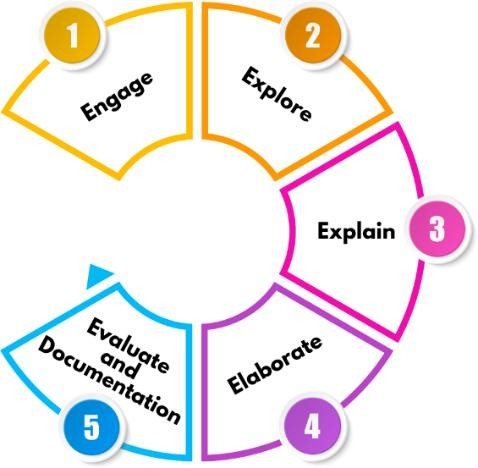 1
Engage
2
Explore
3
Explain
4
Elaborate
5
Evaluate
and
Documentation